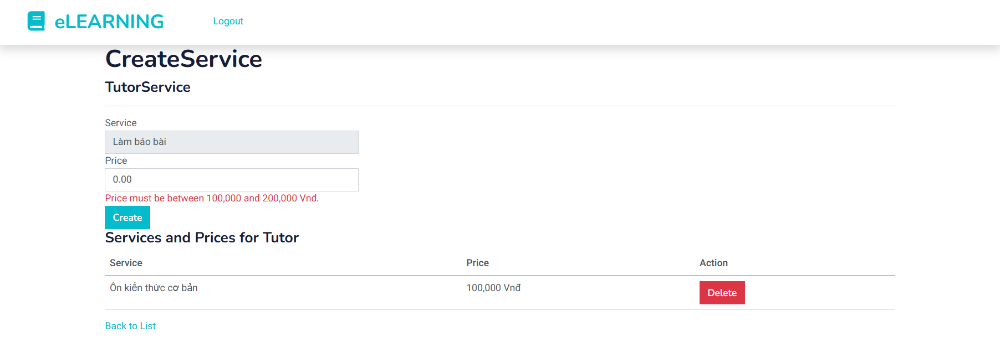 eLEARNING Logout
CreateService
TutorService
Service
Làm báo bài
Price
0.00
Price must be between 100,000 and 200,000 Vnđ.
Create
Services and Prices for Tutor
Service Price Action
Ôn kiến thức cơ bản 100,000 Vnđ Delete
Back to List